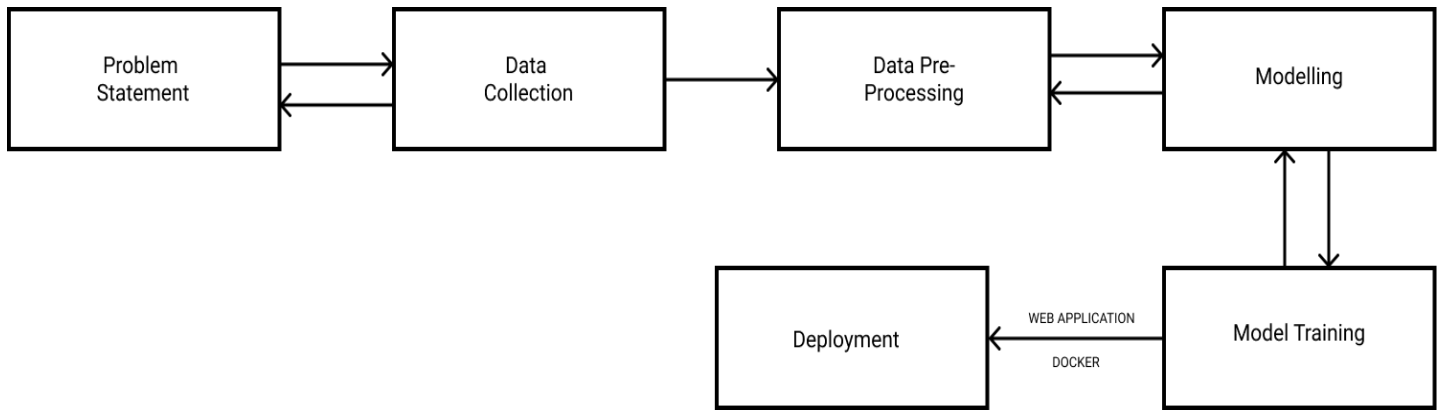 Problem
Statement
Data
Collection
Data Pre-
Processing
Modelling
Deployment
WEB APPLICATION
DOCKER
Model Training